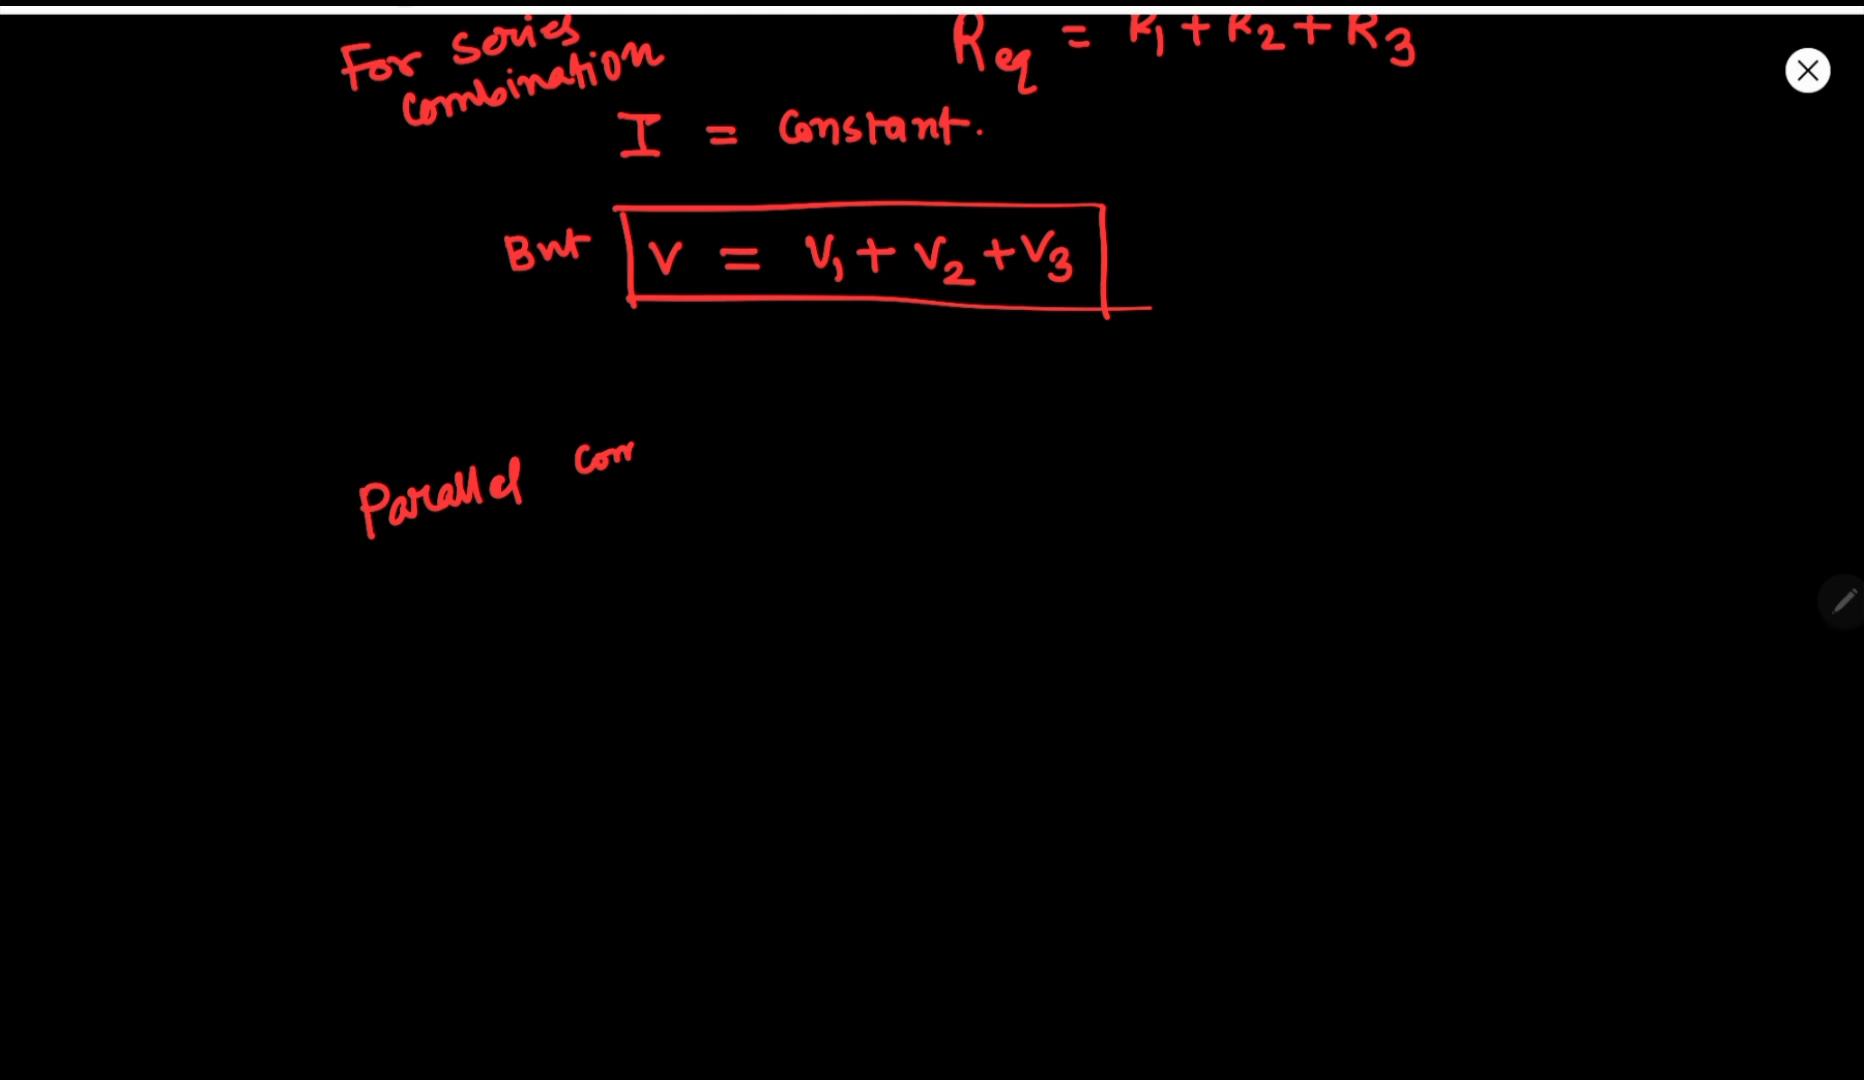 For series
combination
Req = R1 + R2 + R3
I = Constant.
But V = V1 + V2 + V3
Parallel com